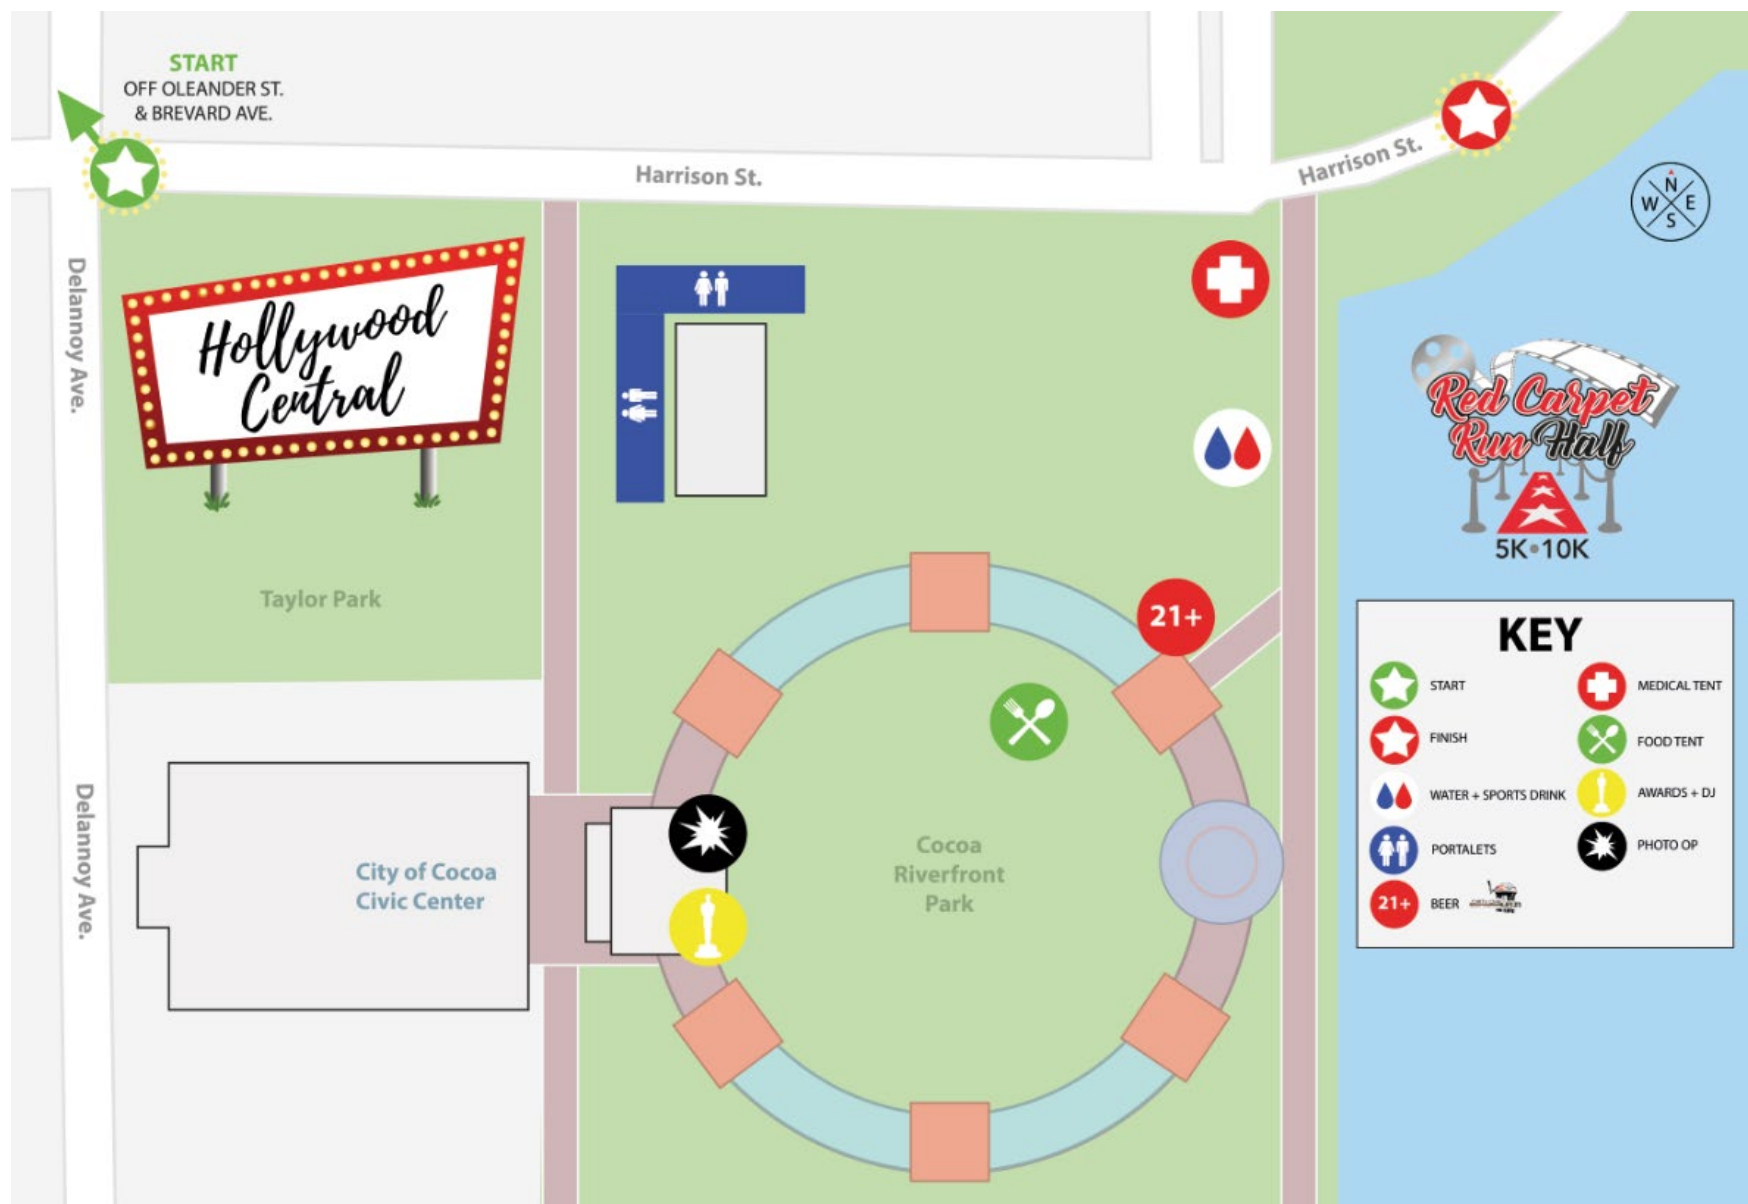 START
OFF OLEANDER ST.
& BREVARD AVE.
Harrison St.
Harrison St.
N
W E
S
Delannoy Ave.
Hollywood
Central
Red Carpet
Run Half
5K•10K
Taylor Park
21+
KEY
START
MEDICAL TENT
FINISH
FOOD TENT
WATER + SPORTS DRINK
AWARDS + DJ
PORTALETS
PHOTO OP
21+ BEER
Delannoy Ave.
City of Cocoa
Civic Center
Cocoa
Riverfront
Park